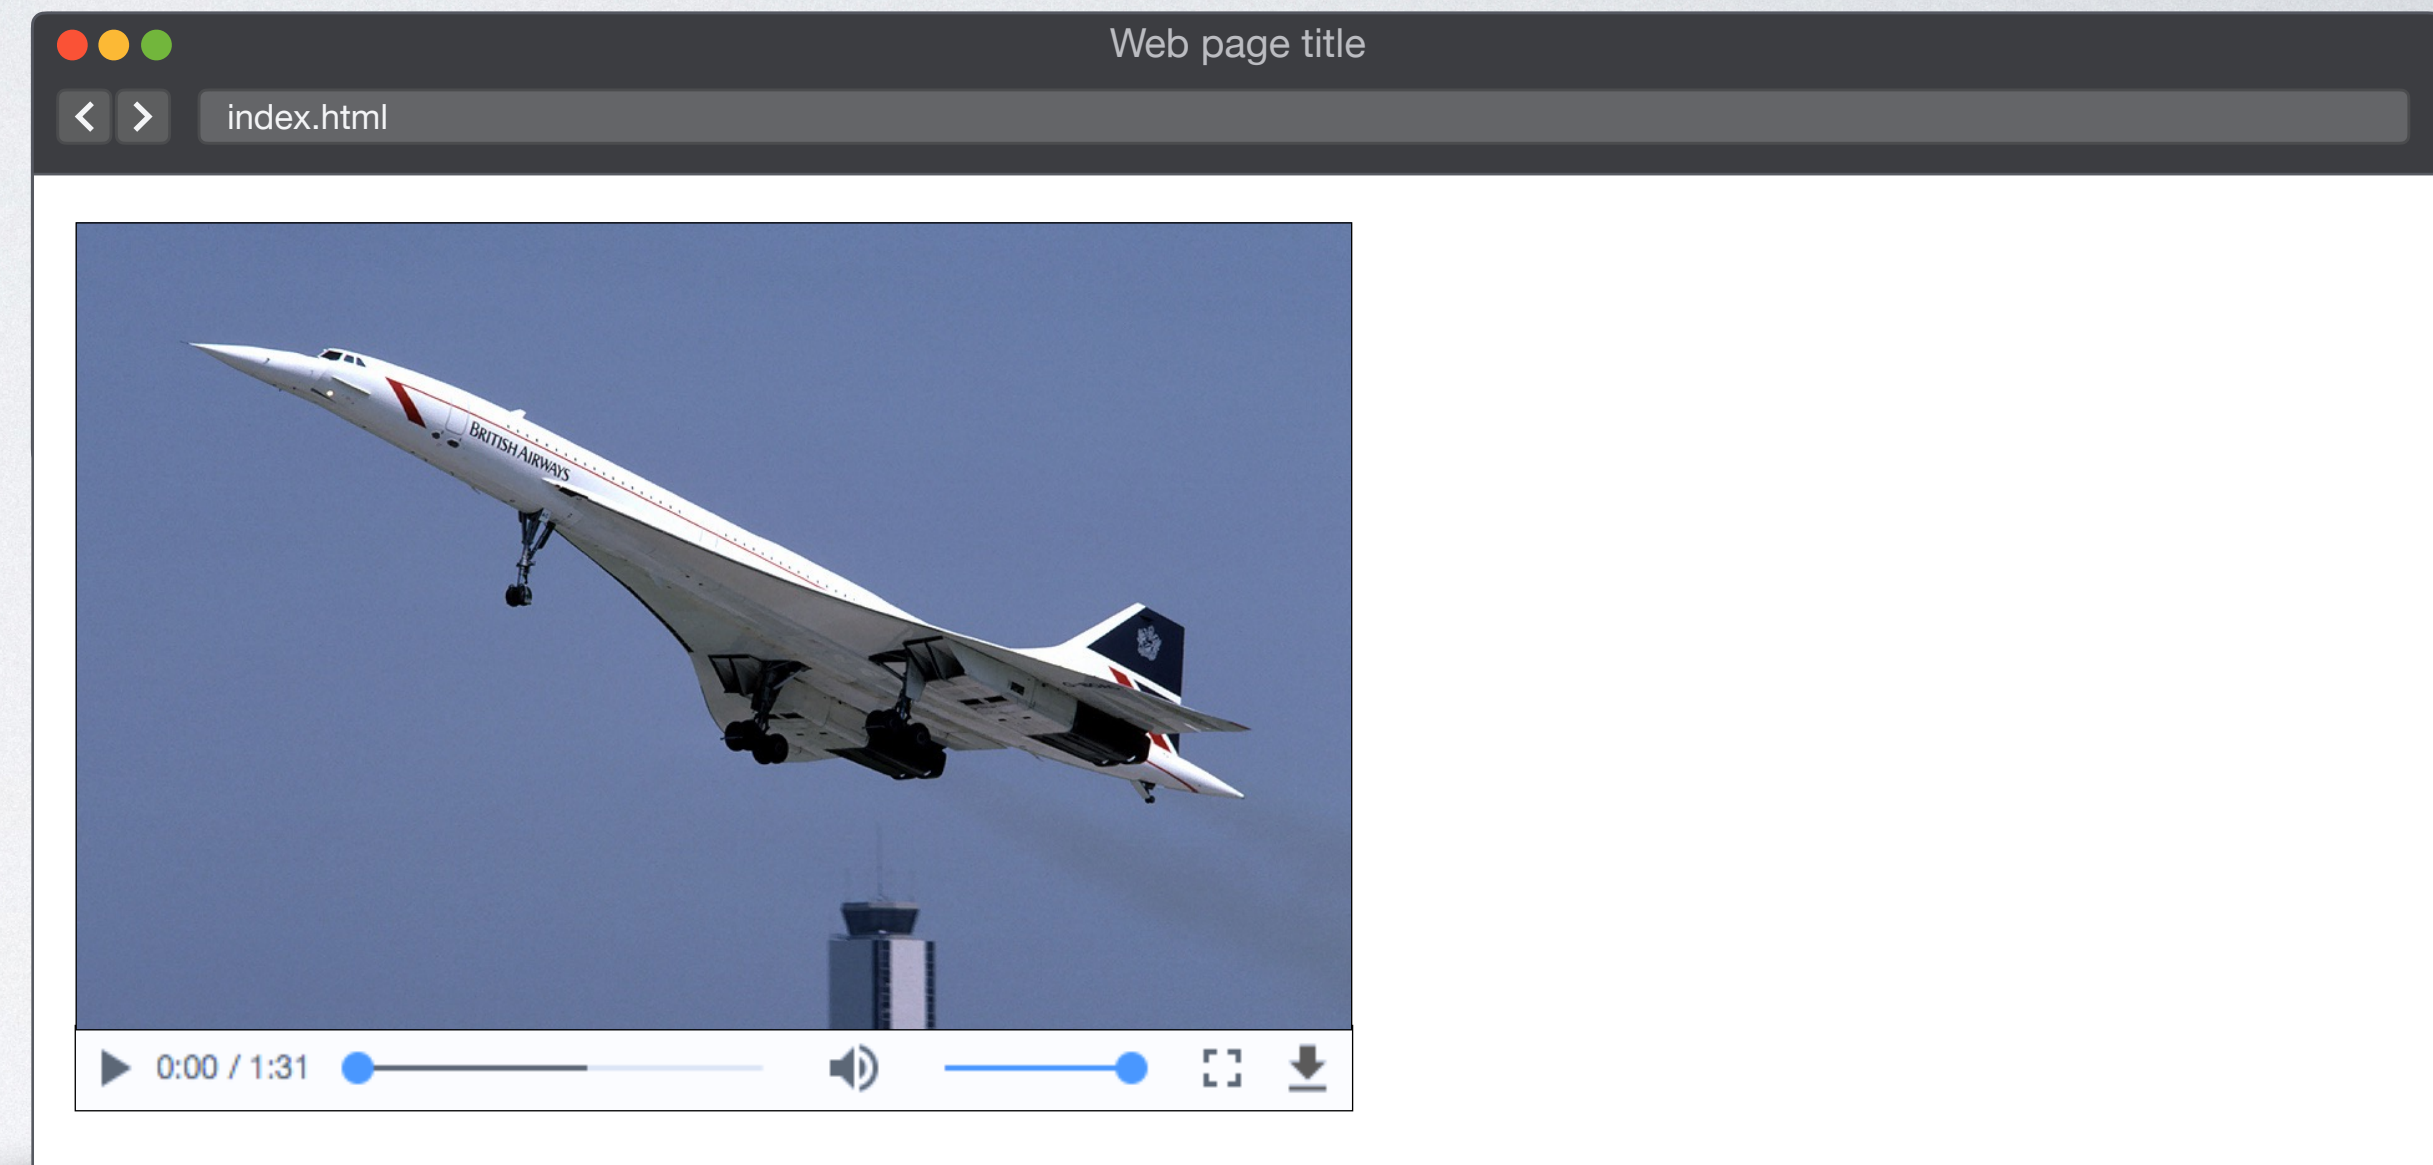 Web page title
index.html
BRITISH AIRWAYS
0:00 / 1:31